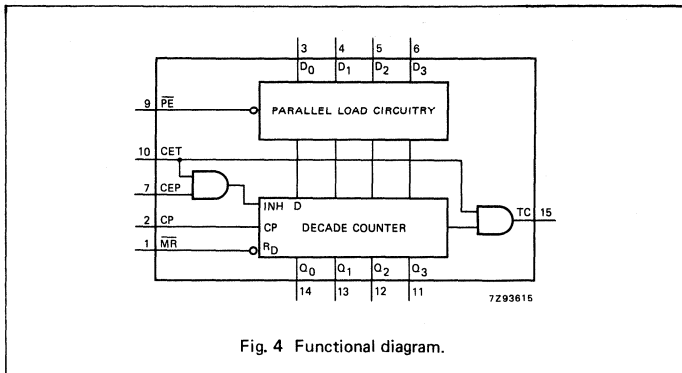 3 4 5 6
D0 D1 D2 D3
9 PE
PARALLEL LOAD CIRCUITRY
10 CET
7 CEP
INH D
2 CP
CP DECADE COUNTER
TC 15
1 MR
RD
Q0 Q1 Q2 Q3
14 13 12 11
7Z93615
Fig. 4 Functional diagram.